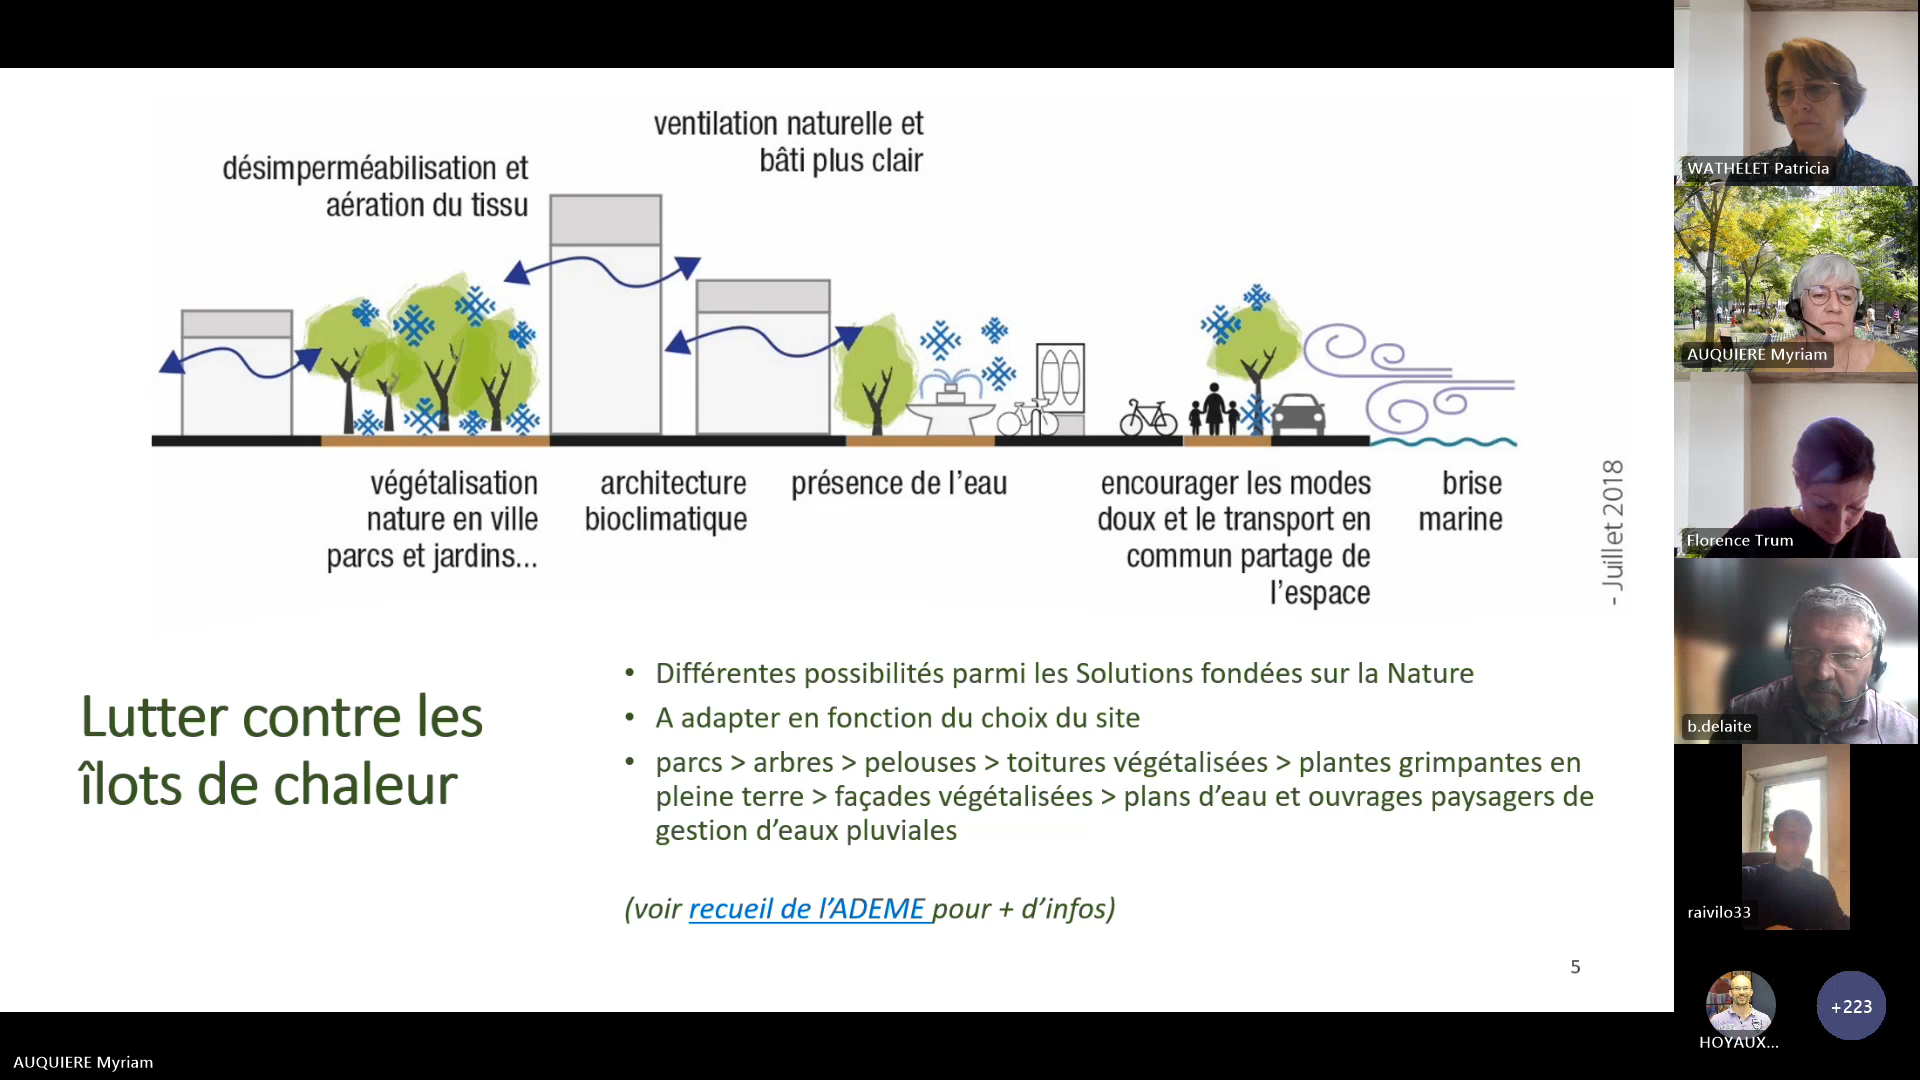 ventilation naturelle et
bâti plus clair
désimperméabilisation et
aération du tissu
végétalisation
nature en ville
parcs et jardins...
architecture
bioclimatique
présence de l’eau
encourager les modes
doux et le transport en
commun partage de
l’espace
brise
marine
- Juillet 2018
Lutter contre les
îlots de chaleur
• Différentes possibilités parmi les Solutions fondées sur la Nature
• A adapter en fonction du choix du site
• parcs > arbres > pelouses > toitures végétalisées > plantes grimpantes en
pleine terre > façades végétalisées > plans d’eau et ouvrages paysagers de
gestion d’eaux pluviales
(voir recueil de l’ADEME pour + d’infos)
5
WATHELET Patricia
AUQUIERE Myriam
Florence Trum
b.delaite
raivilo33
HOYAUX...
+223
AUQUIERE Myriam